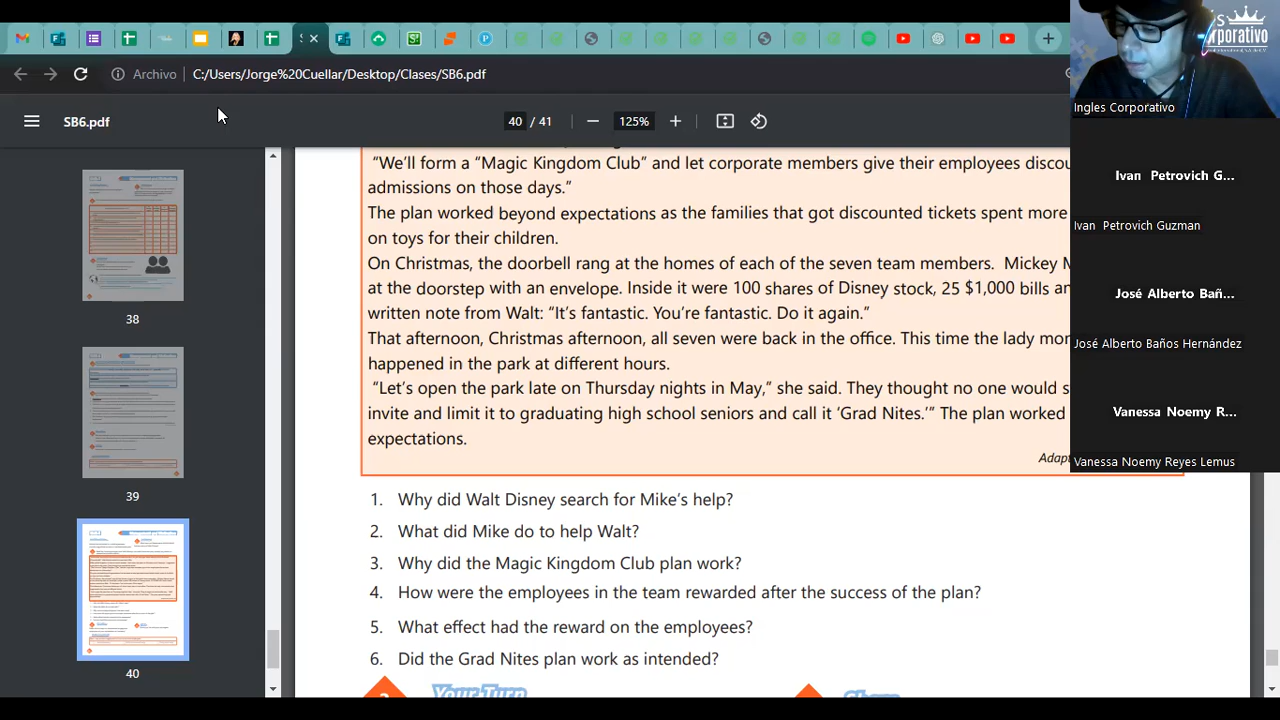 S
Archivo C:/Users/Jorge%20Cuellar/Desktop/Clases/SB6.pdf
SB6.pdf
40 / 41
125%
38
39
40
"We'll form a "Magic Kingdom Club" and let corporate members give their employees
admissions on those days."
The plan worked beyond expectations as the families that got discounted tickets spent more
on toys for their children.
On Christmas, the doorbell rang at the homes of each of the seven team members. Mickey
at the doorstep with an envelope. Inside it were 100 shares of Disney stock, 25 $1,000 bills
written note from Walt: "It's fantastic. You're fantastic. Do it again."
That afternoon, Christmas afternoon, all seven were back in the office. This time the lady
happened in the park at different hours.
"Let's open the park late on Thursday nights in May," she said. They thought no one would
invite and limit it to graduating high school seniors and call it 'Grad Nites.'" The plan worked
expectations.
1. Why did Walt Disney search for Mike's help?
2. What did Mike do to help Walt?
3. Why did the Magic Kingdom Club plan work?
4. How were the employees in the team rewarded after the success of the plan?
5. What effect had the reward on the employees?
6. Did the Grad Nites plan work as intended?
Your Turn
Share
Ingles Corporativo
Ivan Petrovich G...
Ivan Petrovich Guzman
José Alberto Bañ...
José Alberto Baños Hernández
Vanessa Noemy R...
Vanessa Noemy Reyes Lemus